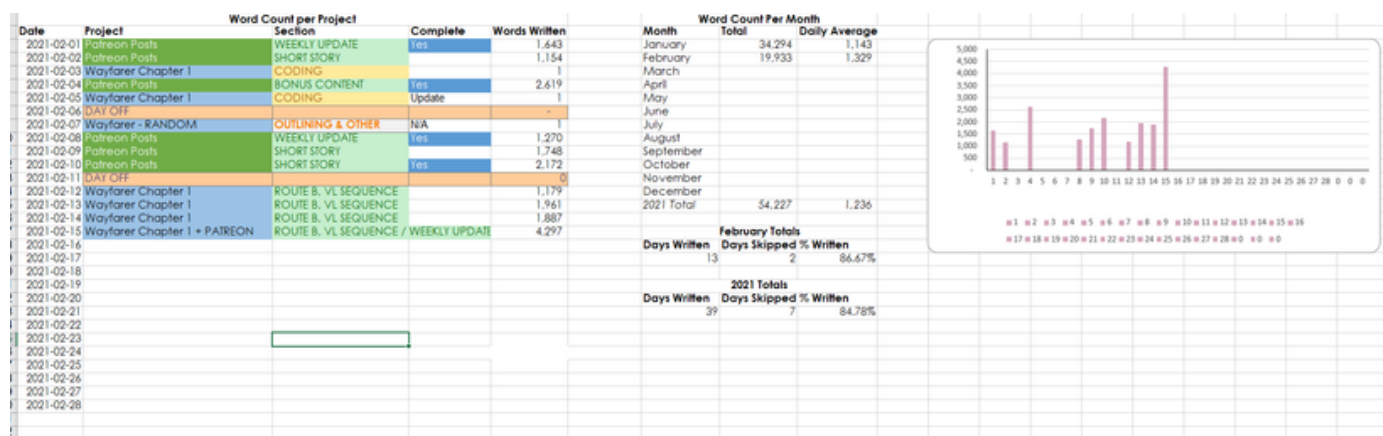 Word Count per Project
Date Project Section Complete Words Written
2021-02-01 Patreon Posts WEEKLY UPDATE Yes 1,643
2021-02-02 Patreon Posts SHORT STORY 1,154
2021-02-03 Wayfarer Chapter 1 CODING 1
2021-02-04 Patreon Posts BONUS CONTENT Yes 2,619
2021-02-05 Wayfarer Chapter 1 CODING Update 1
2021-02-06 DAY OFF -
2021-02-07 Wayfarer - RANDOM OUTLINING & OTHER N/A 1
2021-02-08 Patreon Posts WEEKLY UPDATE Yes 1,270
2021-02-09 Patreon Posts SHORT STORY 1,748
2021-02-10 Patreon Posts SHORT STORY Yes 2,172
2021-02-11 DAY OFF 0
2021-02-12 Wayfarer Chapter 1 ROUTE B, VL SEQUENCE 1,179
2021-02-13 Wayfarer Chapter 1 ROUTE B, VL SEQUENCE 1,961
2021-02-14 Wayfarer Chapter 1 ROUTE B, VL SEQUENCE 1,887
2021-02-15 Wayfarer Chapter 1 + PATREON ROUTE B, VL SEQUENCE / WEEKLY UPDATE 4,297
2021-02-16
2021-02-17
2021-02-18
2021-02-19
2021-02-20
2021-02-21
2021-02-22
2021-02-23
2021-02-24
2021-02-25
2021-02-26
2021-02-27
2021-02-28
Word Count Per Month
Month Total Daily Average
January 34,294 1,143
February 19,933 1,329
March
April
May
June
July
August
September
October
November
December
2021 Total 54,227 1,236
February Totals
Days Written Days Skipped % Written
13 2 86.67%
2021 Totals
Days Written Days Skipped % Written
39 7 84.78%
5,000
4,500
4,000
3,500
3,000
2,500
2,000
1,500
1,000
500
-
1 2 3 4 5 6 7 8 9 10 11 12 13 14 15 16 17 18 19 20 21 22 23 24 25 26 27 28 0 0 0
1 2 3 4 5 6 7 8 9 10 11 12 13 14 15 16
17 18 19 20 21 22 23 24 25 26 27 28 0 0 0